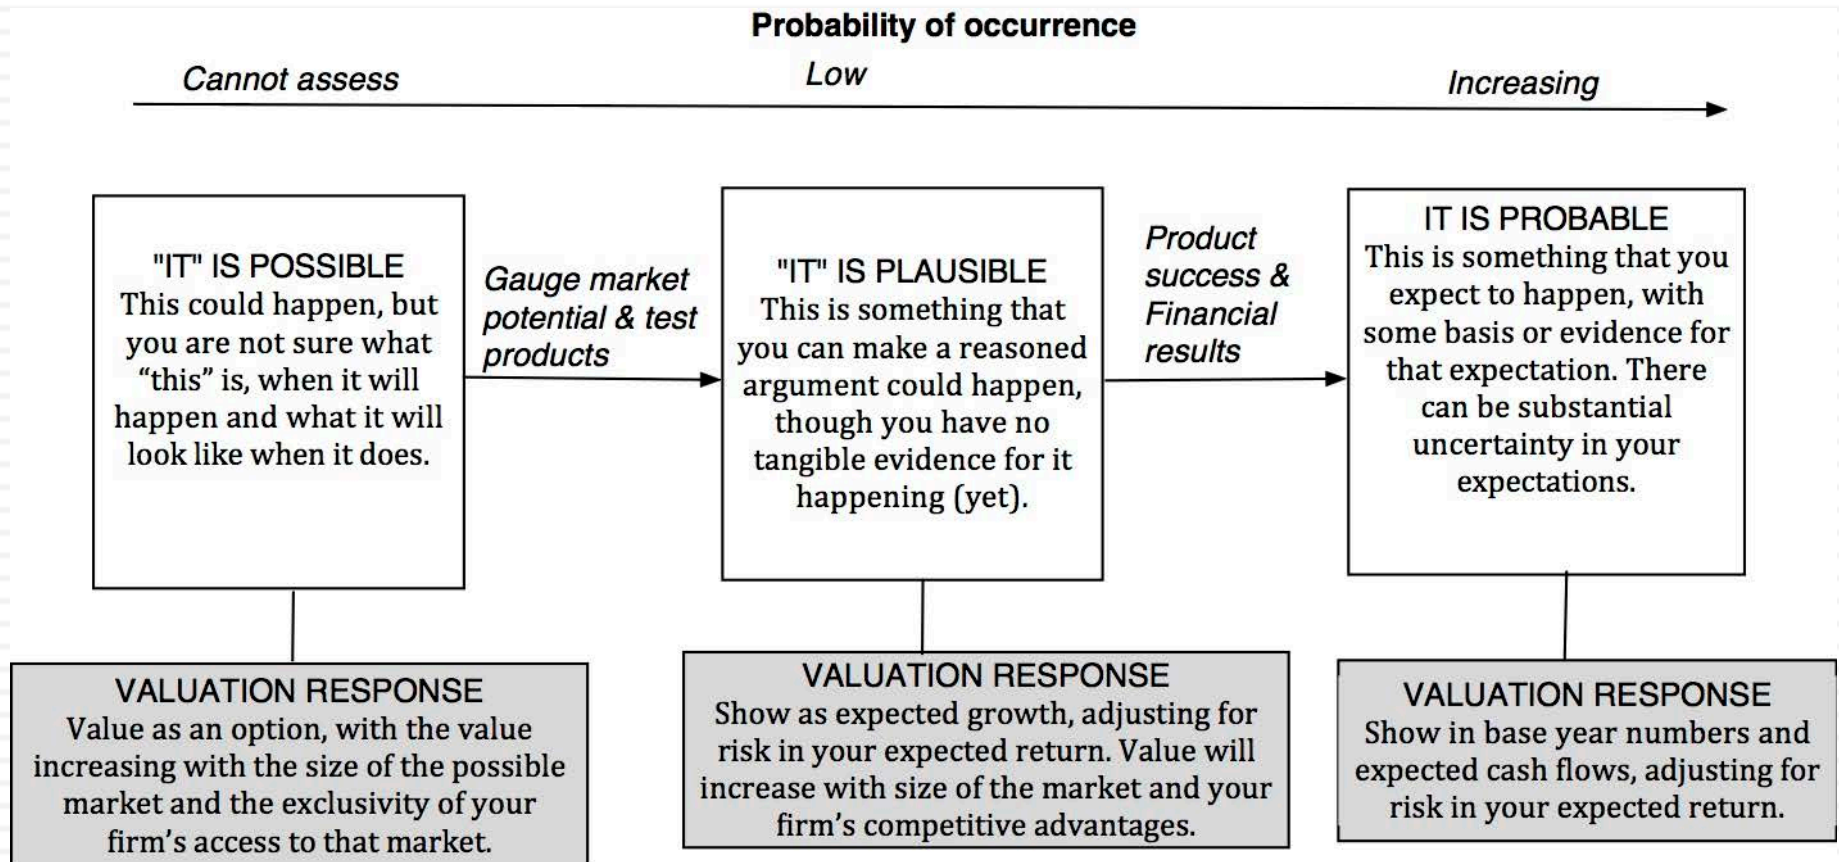 Probability of occurrence
Cannot assess
Low
Increasing
"IT" IS POSSIBLE
This could happen, but
you are not sure what
“this” is, when it will
happen and what it will
look like when it does.
Gauge market
potential & test
products
"IT" IS PLAUSIBLE
This is something that
you can make a reasoned
argument could happen,
though you have no
tangible evidence for it
happening (yet).
Product
success &
Financial
results
IT IS PROBABLE
This is something that you
expect to happen, with
some basis or evidence for
that expectation. There
can be substantial
uncertainty in your
expectations.
VALUATION RESPONSE
Value as an option, with the value
increasing with the size of the possible
market and the exclusivity of your
firm’s access to that market.
VALUATION RESPONSE
Show as expected growth, adjusting for
risk in your expected return. Value will
increase with size of the market and your
firm’s competitive advantages.
VALUATION RESPONSE
Show in base year numbers and
expected cash flows, adjusting for
risk in your expected return.